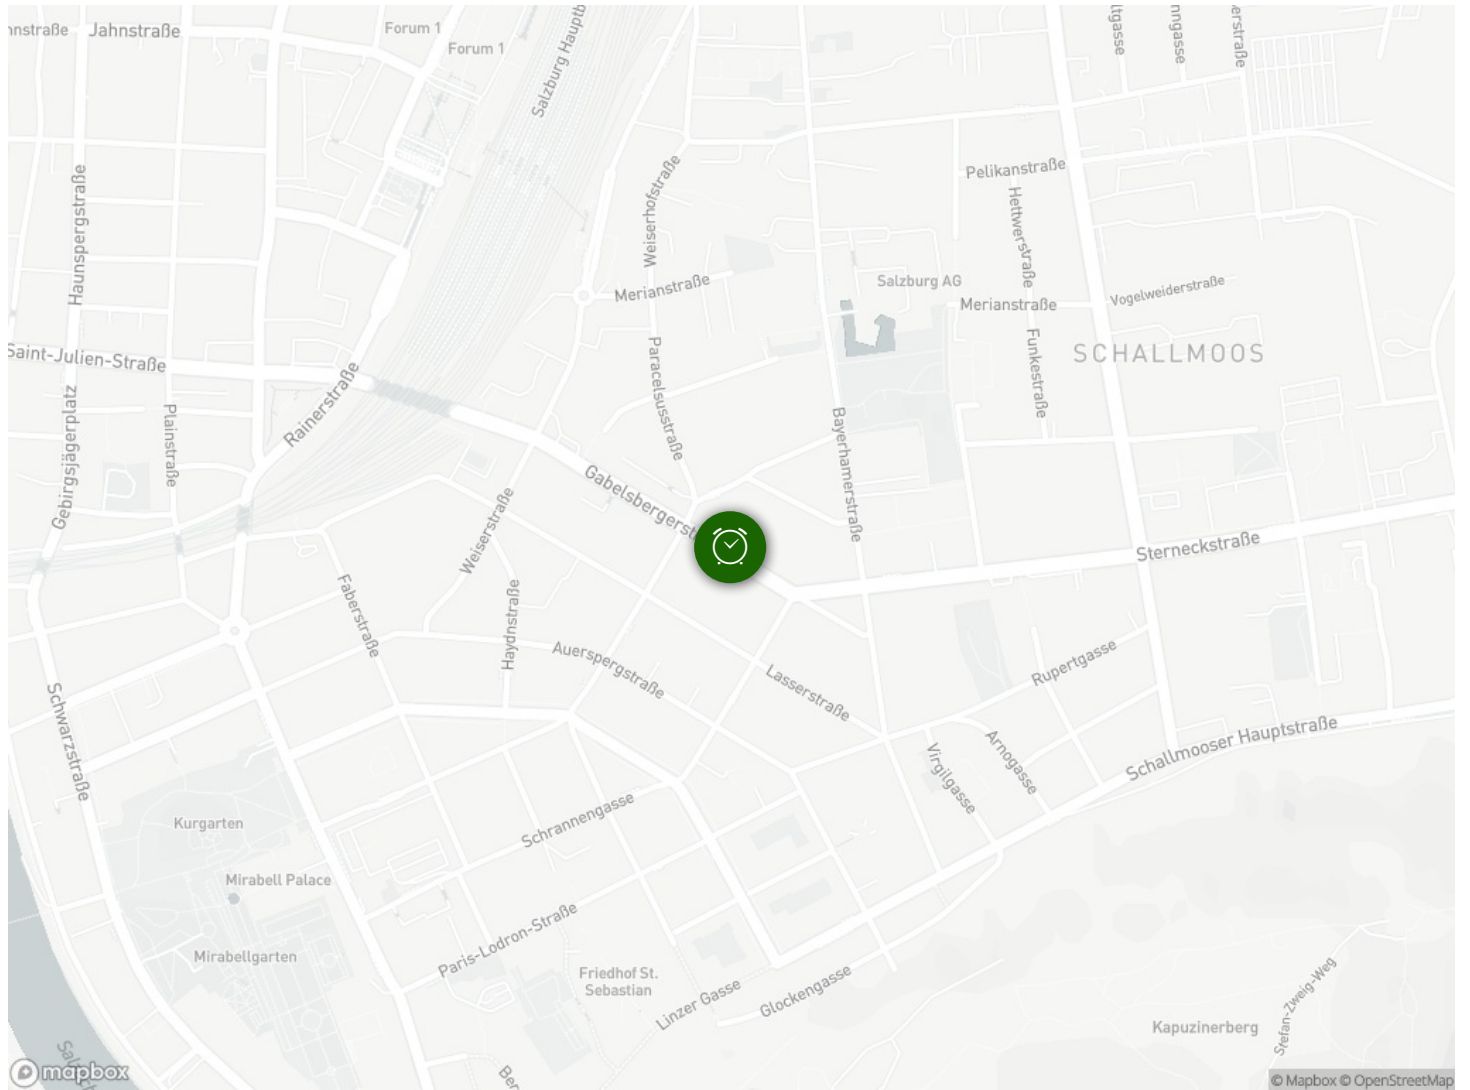 Jahnstraße
Forum 1
Forum 1
Salzburg Hauptb
Pelikanstraße
Haunspergstraße
Weiserhofstraße
Hettwerstraße
Merianstraße
Salzburg AG
Merianstraße
Vogelweiderstraße
Saint-Julien-Straße
SCHALLMOOS
Rainerstraße
Paracelsusstraße
Funkestraße
Gebirgsjägerplatz
Plainstraße
Bayerhamerstraße
Gabelsbergerst
Weiserstraße
Sterneckstraße
Faberstraße
Haydnstraße
Auerspergstraße
Lasserstraße
Rupertgasse
Schwarzstraße
Virgilgasse
Arnogasse
Schallmooser Hauptstraße
Kurgarten
Schrannengasse
Mirabell Palace
Paris-Lodron-Straße
Mirabellgarten
Friedhof St.
Sebastian
Linzer Gasse
Glockengasse
Stefan-Zweig-Weg
Kapuzinerberg
mapbox
© Mapbox © OpenStreetMap